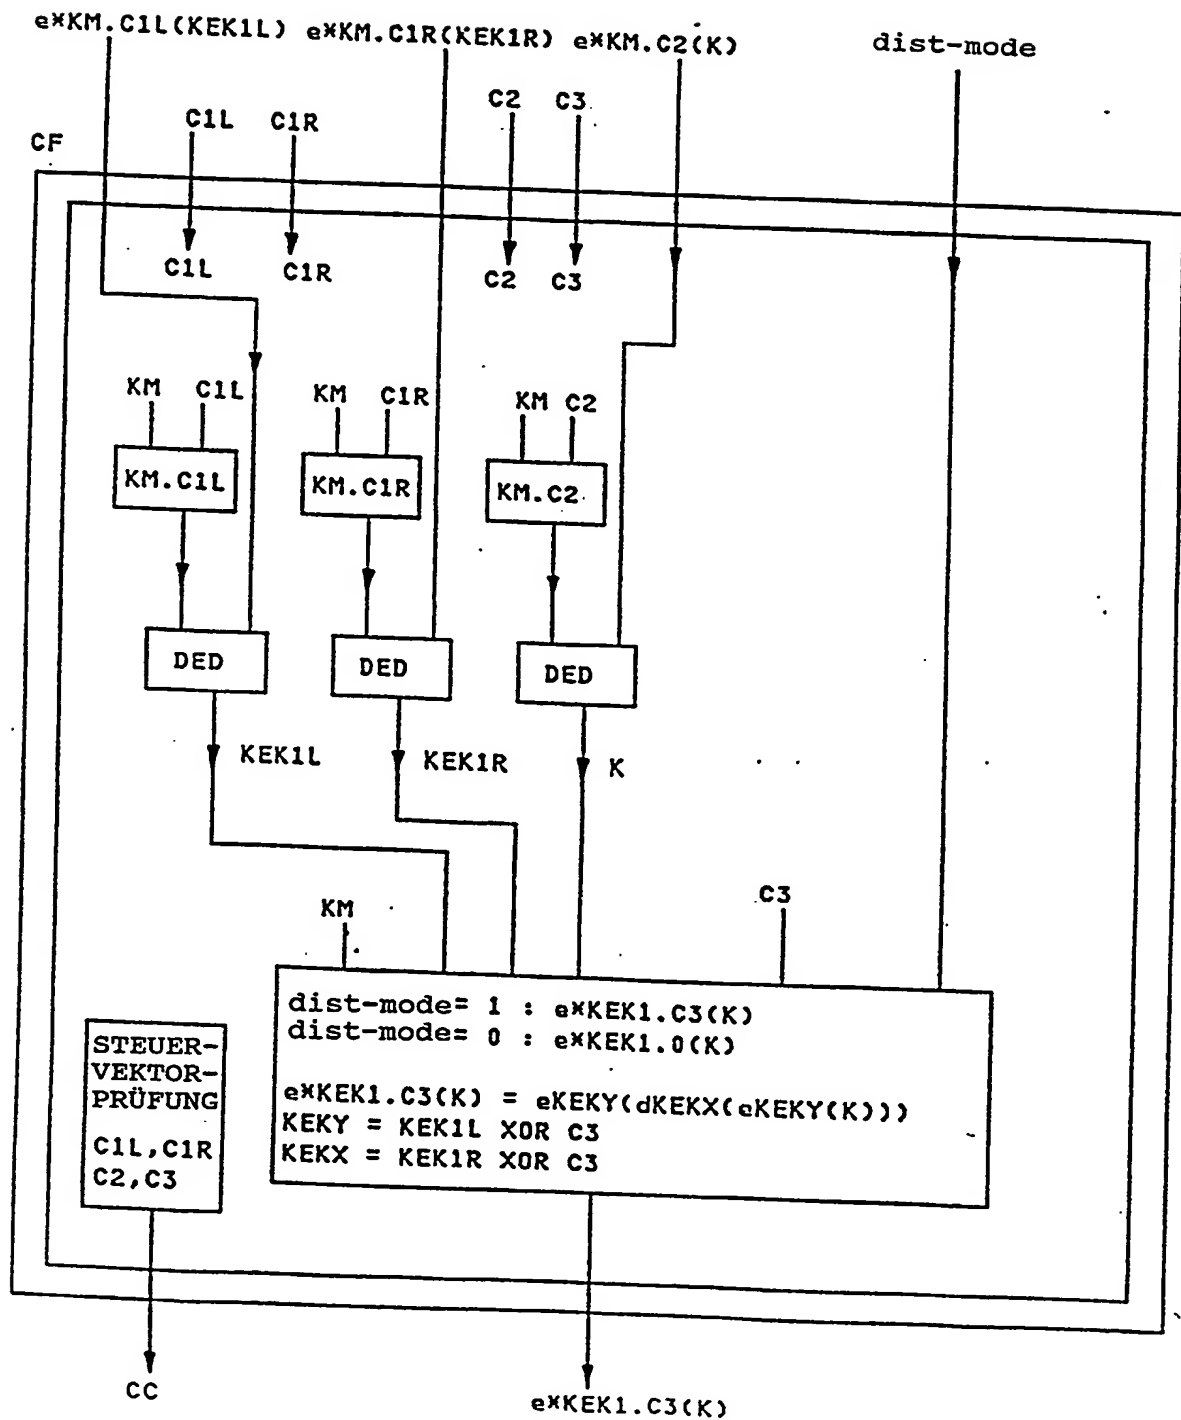 e*KM.C1L(KEK1L) e*KM.C1R(KEK1R) e*KM.C2(K) dist-mode
C1L C1R C2 C3
CF
C1L C1R C2 C3
KM C1L KM C1R KM C2
KM.C1L KM.C1R KM.C2
DED DED DED
KEK1L KEK1R K
KM C3
dist-mode= 1 : e*KEK1.C3(K)
dist-mode= 0 : e*KEK1.0(K)
e*KEK1.C3(K) = eKEKY(dKEKX(eKEKY(K)))
KEKY = KEK1L XOR C3
KEKX = KEK1R XOR C3
STEUER-
VEKTOR-
PRÜFUNG
C1L,C1R
C2,C3
CC
e*KEK1.C3(K)